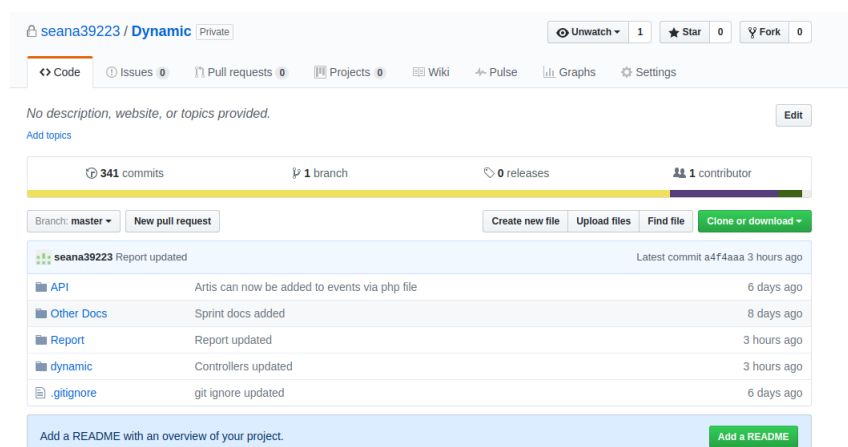 seana39223 / Dynamic Private
Unwatch 1 Star 0 Fork 0
Code Issues 0 Pull requests 0 Projects 0 Wiki Pulse Graphs Settings
No description, website, or topics provided. Edit
Add topics
341 commits 1 branch 0 releases 1 contributor
Branch: master New pull request Create new file Upload files Find file Clone or download
seana39223 Report updated Latest commit a4f4aaa 3 hours ago
API Artis can now be added to events via php file 6 days ago
Other Docs Sprint docs added 8 days ago
Report Report updated 3 hours ago
dynamic Controllers updated 3 hours ago
.gitignore git ignore updated 6 days ago
Add a README with an overview of your project. Add a README